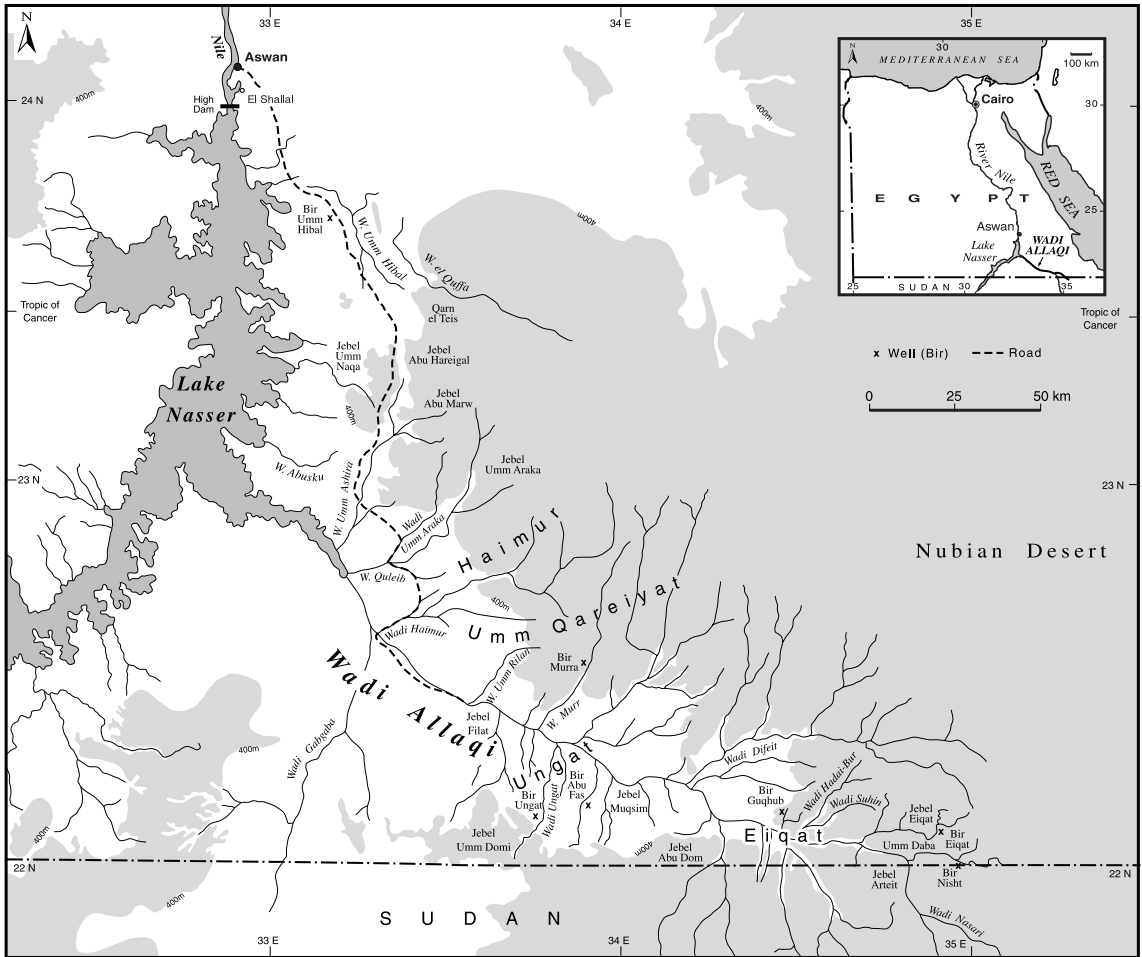 33 E
34 E
35 E
N
Nile
Aswan
High
Dam
El Shallal
24 N
400m
400m
400m
N
30
MEDITERRANEAN SEA
100 km
Cairo
30
River Nile
RED SEA
EGYPT
25
Aswan
Lake
Nasser
WADI
ALLAQI
SUDAN
25
30
35
Bir
Umm
Hibal
W. Umm Hibal
W. el Quffa
Tropic of
Cancer
Tropic of
Cancer
Qarn
el Teis
Jebel
Umm
Naqa
Jebel
Abu Hareigal
x Well (Bir)
Road
0 25 50 km
Lake
Nasser
400m
Jebel
Abu Marw
W. Abusku
W. Umm Ashira
Jebel
Umm Araka
23 N
23 N
Wadi
Umm Araka
Haimur
Nubian Desert
W. Quleib
400m
Wadi Haimur
Umm Qareiyat
Bir
Murra
W. Umm Rilan
Wadi Allaqi
W. Murr
Jebel
Filat
Wadi Gabgaba
400m
Ungat
Wadi Difeit
Bir
Ungat
Wadi Ungat
Bir
Abu
Fas
Jebel
Muqsim
Bir
Guqhub
Wadi Hadai-Bur
Wadi Suhin
Jebel
Eiqat
Bir
Eiqat
400m
Jebel
Umm Domi
400m
Jebel
Abu Dom
Eiqat
Umm Daba
22 N
22 N
Jebel
Arteit
Bir
Nisht
400m
SUDAN
Wadi Nasari
33 E
34 E
35 E